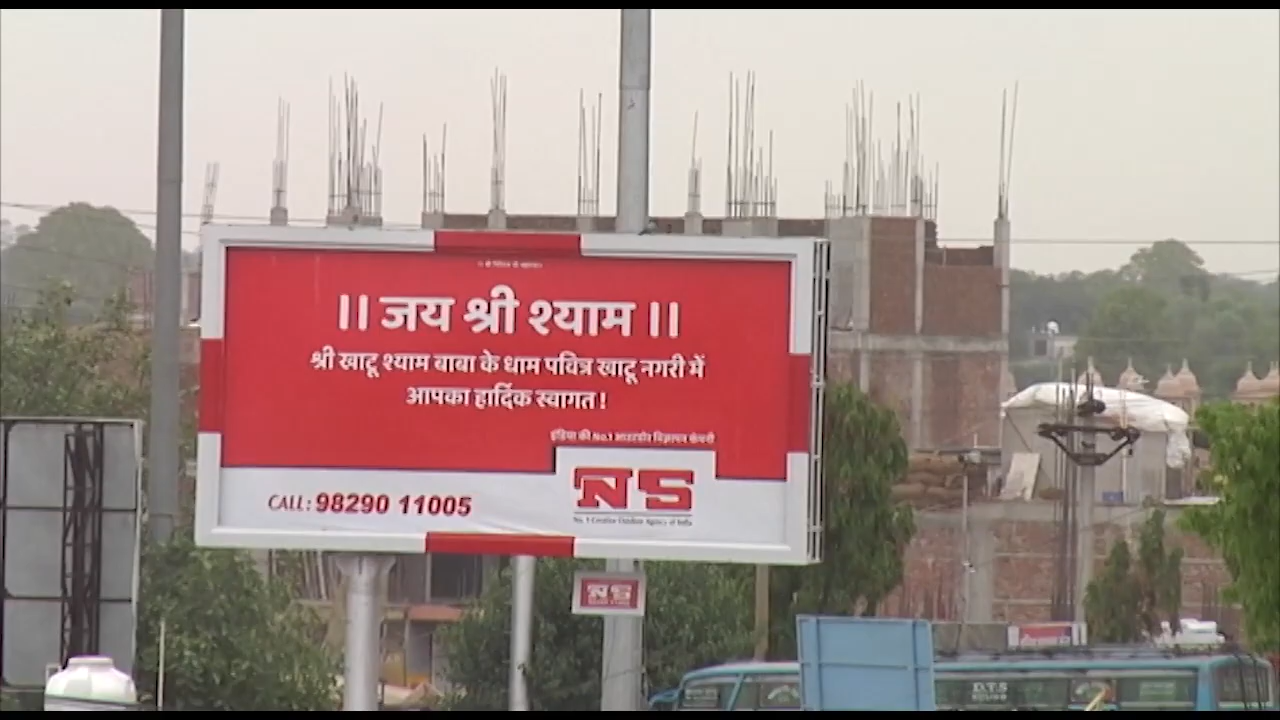 || जय श्री श्याम ||
श्री खाटू श्याम बाबा के धाम पवित्र खाटू नगरी में
आपका हार्दिक स्वागत !
इंडिया की No.1 आउटडोर विज्ञापन कंपनी
NS
No. 1 Creative Outdoor Agency of India
CALL: 98290 11005
NS
D.T.S